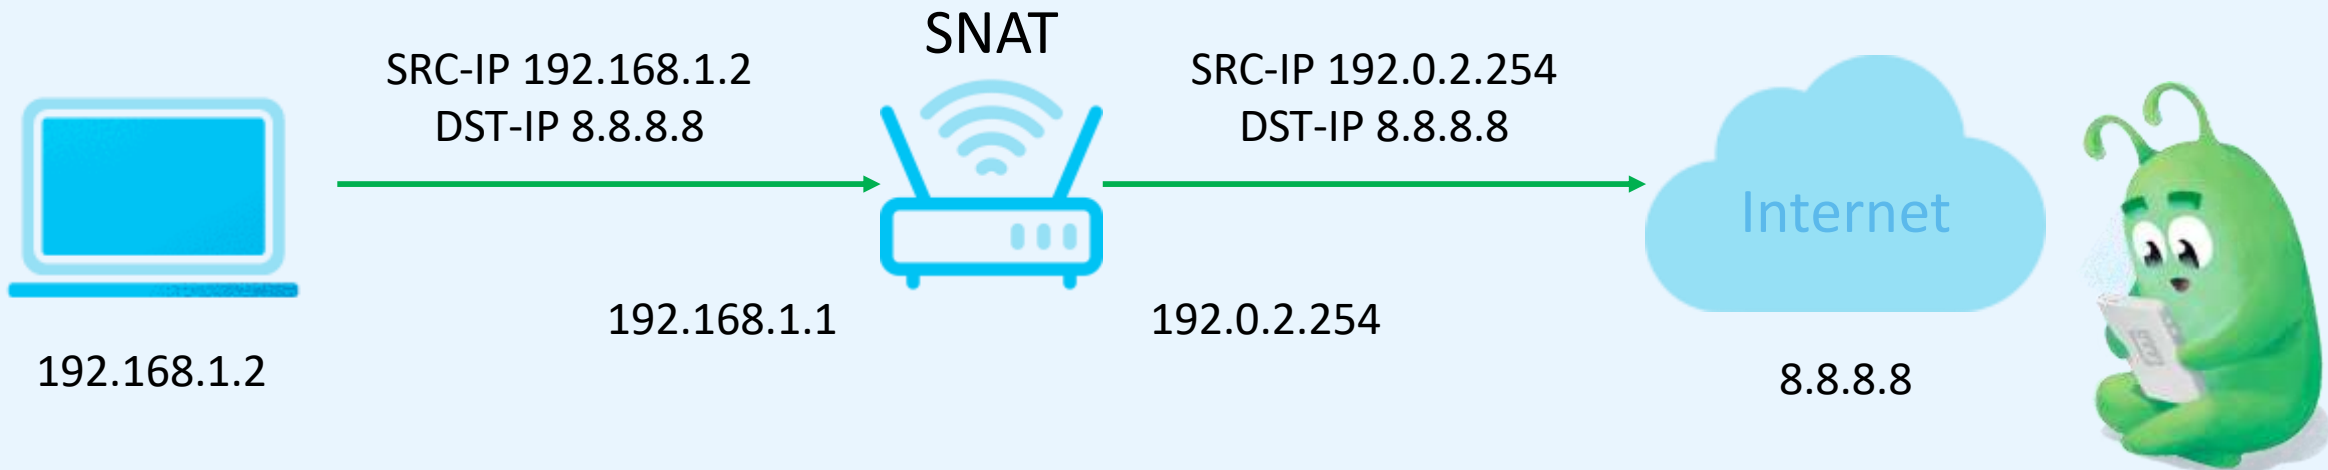 SNAT
SRC-IP 192.168.1.2
DST-IP 8.8.8.8
SRC-IP 192.0.2.254
DST-IP 8.8.8.8
Internet
192.168.1.1
192.0.2.254
192.168.1.2
8.8.8.8